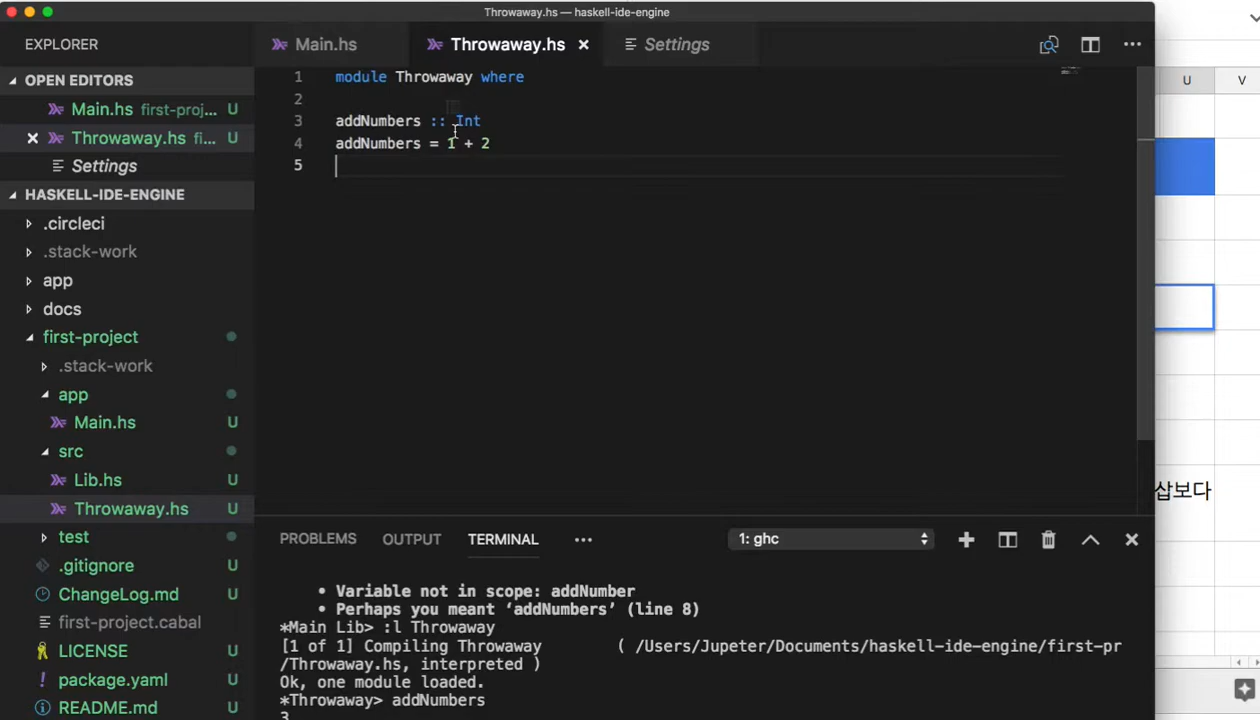 Throwaway.hs — haskell-ide-engine
EXPLORER
Main.hs
Throwaway.hs
Settings
OPEN EDITORS
Main.hs first-proj... U
Throwaway.hs fi... U
Settings
HASKELL-IDE-ENGINE
.circleci
.stack-work
app
docs
first-project
.stack-work
app
Main.hs U
src
Lib.hs U
Throwaway.hs U
test
.gitignore U
ChangeLog.md U
first-project.cabal
LICENSE U
package.yaml U
README.md U
1 module Throwaway where
2
3 addNumbers :: Int
4 addNumbers = 1 + 2
5
PROBLEMS
OUTPUT
TERMINAL
1: ghc
• Variable not in scope: addNumber
• Perhaps you meant ‘addNumbers’ (line 8)
*Main Lib> :l Throwaway
[1 of 1] Compiling Throwaway ( /Users/Jupeter/Documents/haskell-ide-engine/first-pr
/Throwaway.hs, interpreted )
Ok, one module loaded.
*Throwaway> addNumbers
3
U
V
삽보다